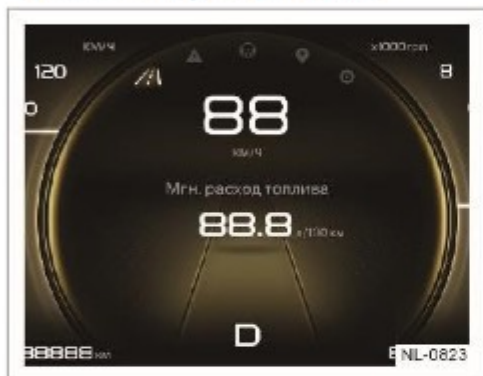 км/ч x1000rpm
120 8
88
км/ч
Мгн. расход топлива
88.8 л/100 км
D
88888 км
NL-0823